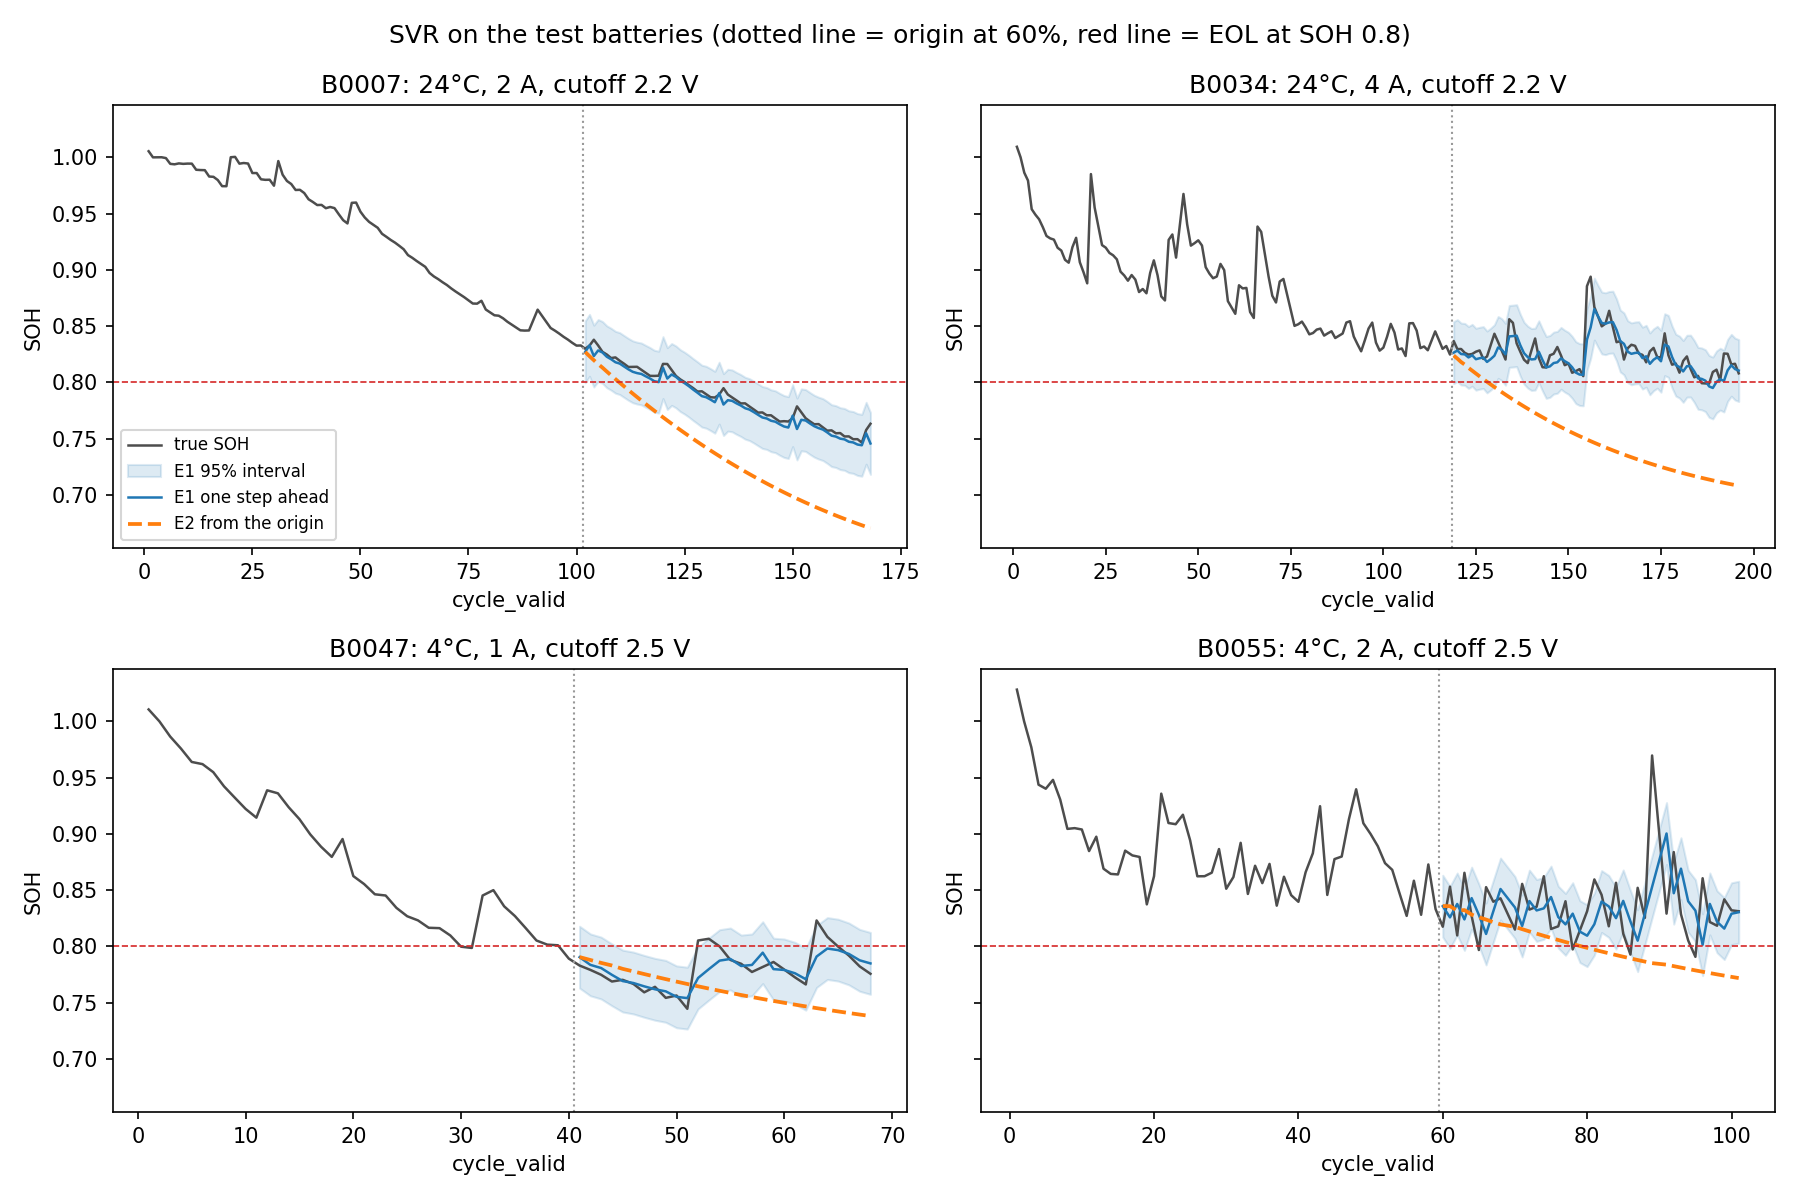 SVR on the test batteries (dotted line = origin at 60%, red line = EOL at SOH 0.8)
B0007: 24°C, 2 A, cutoff 2.2 V
SOH
1.00
0.95
0.90
0.85
0.80
0.75
0.70
true SOH
E1 95% interval
E1 one step ahead
E2 from the origin
0 25 50 75 100 125 150 175
cycle_valid
B0034: 24°C, 4 A, cutoff 2.2 V
SOH
0 25 50 75 100 125 150 175 200
cycle_valid
B0047: 4°C, 1 A, cutoff 2.5 V
SOH
1.00
0.95
0.90
0.85
0.80
0.75
0.70
0 10 20 30 40 50 60 70
cycle_valid
B0055: 4°C, 2 A, cutoff 2.5 V
SOH
0 20 40 60 80 100
cycle_valid